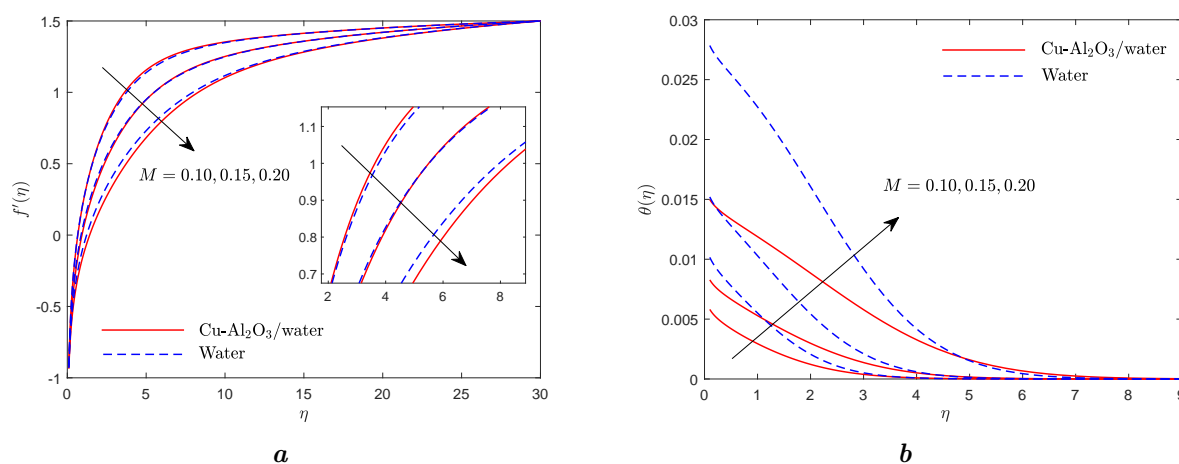 1.5
1
0.5
0
-0.5
-1
f′(η)
0 5 10 15 20 25 30
η
M = 0.10, 0.15, 0.20
1.1
1
0.9
0.8
0.7
2 4 6 8
Cu-Al₂O₃/water
Water
a
0.03
0.025
0.02
0.015
0.01
0.005
0
θ(η)
0 1 2 3 4 5 6 7 8 9
η
Cu-Al₂O₃/water
Water
M = 0.10, 0.15, 0.20
b